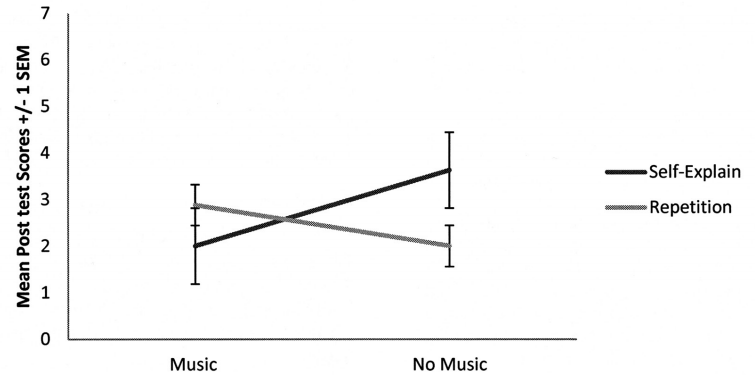 7
6
5
4
3
2
1
0
Mean Post test Scores +/- 1 SEM
Music
No Music
Self-Explain
Repetition